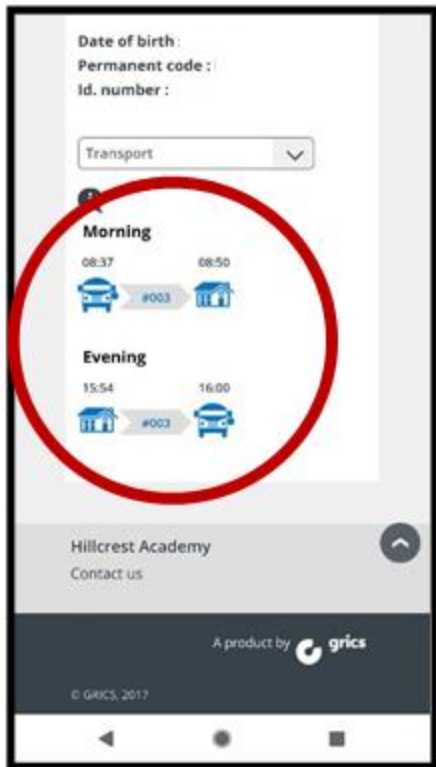 Date of birth :
Permanent code :
Id. number :
Transport
Morning
08:37 08:50
#003
Evening
15:54 16:00
#003
Hillcrest Academy
Contact us
A product by grics
© GRICS, 2017